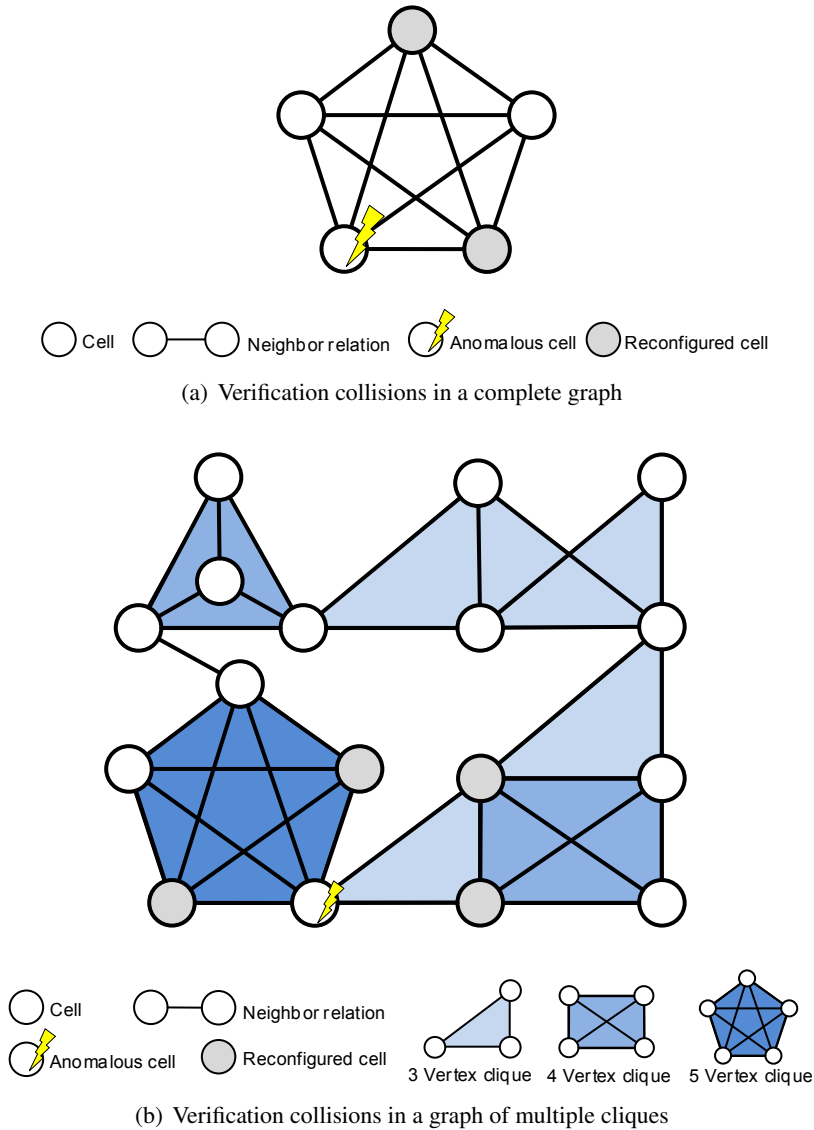 Cell
Neighbor relation
Anomalous cell
Reconfigured cell
(a) Verification collisions in a complete graph
Cell
Neighbor relation
Anomalous cell
Reconfigured cell
3 Vertex clique
4 Vertex clique
5 Vertex clique
(b) Verification collisions in a graph of multiple cliques